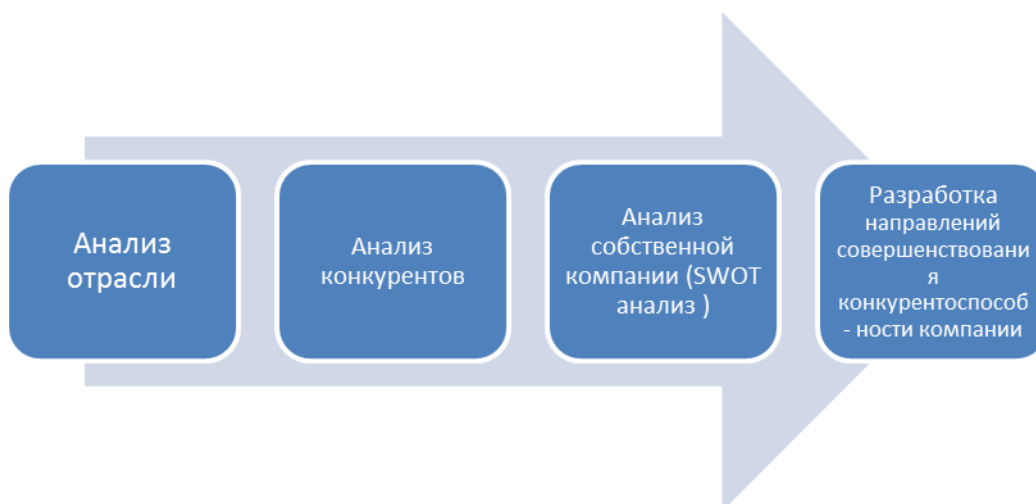 Анализ
отрасли
Анализ
конкурентов
Анализ
собственной
компании (SWOT
анализ )
Разработка
направлений
совершенствовани
я
конкурентоспособ
- ности компании